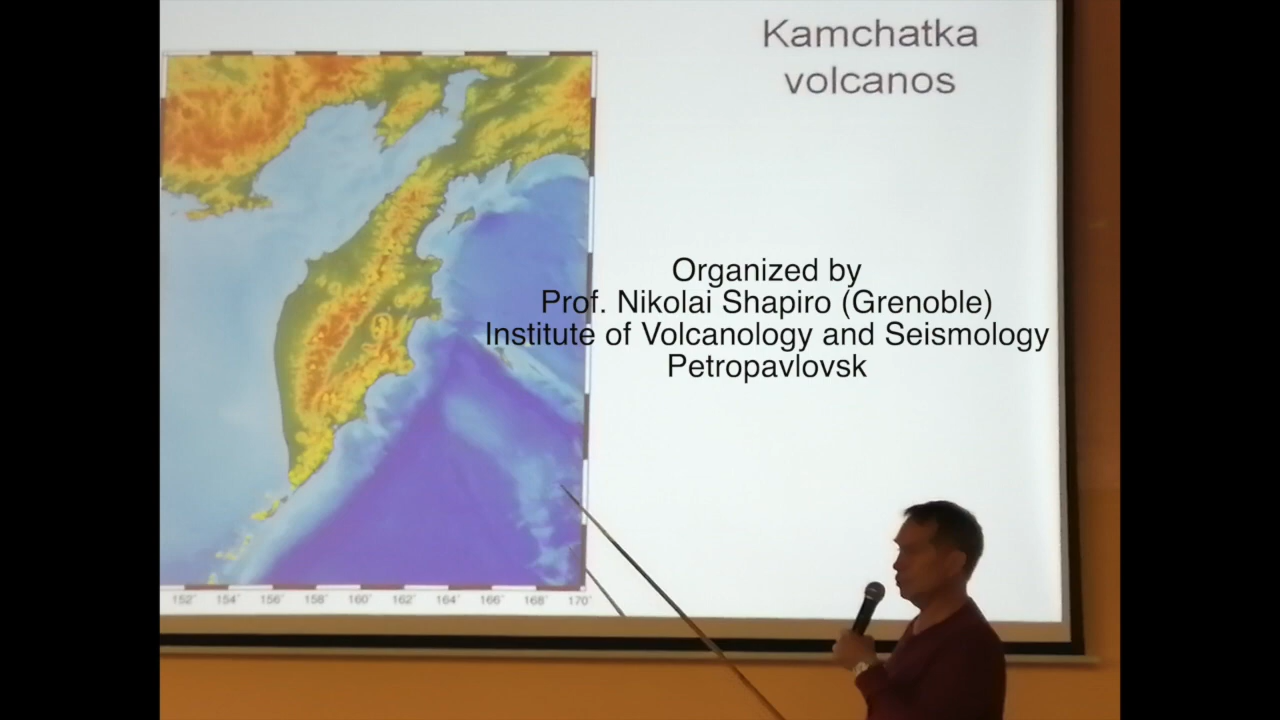 Kamchatka
volcanos
Organized by
Prof. Nikolai Shapiro (Grenoble)
Institute of Volcanology and Seismology
Petropavlovsk
152° 154° 156° 158° 160° 162° 164° 166° 168° 170°